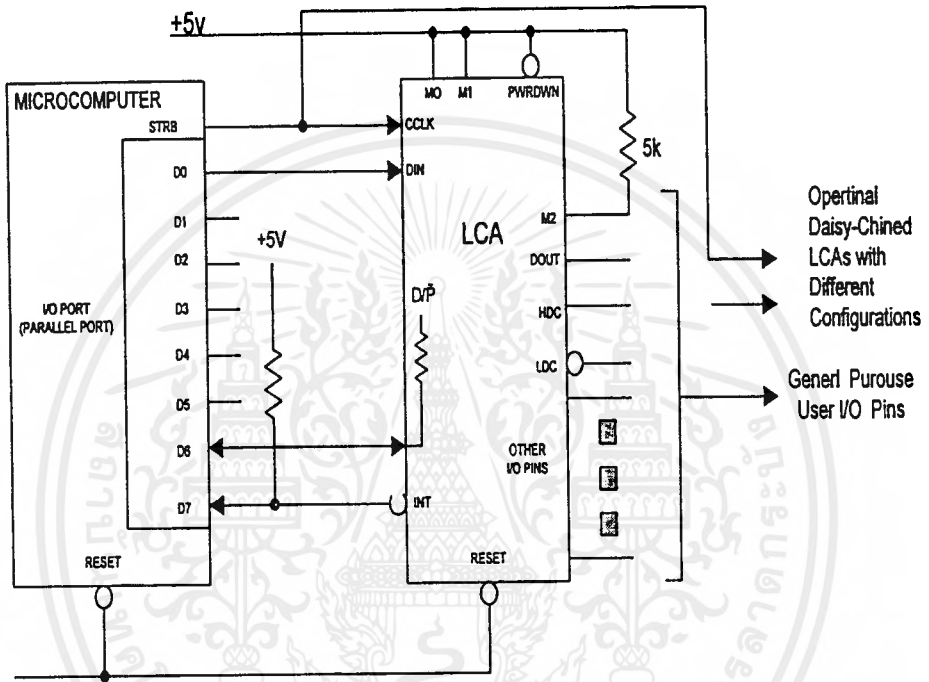 +5v
MICROCOMPUTER
STRB
D0
D1
D2
D3
D4
D5
D6
D7
I/O PORT
(PARALLEL PORT)
RESET
+5V
M0
M1
PWRDWN
CCLK
DIN
LCA
D/P
INT
M2
DOUT
HDC
LDC
OTHER
I/O PINS
RESET
5k
Opertinal
Daisy-Chined
LCAs with
Different
Configurations
Generl Purouse
User I/O Pins